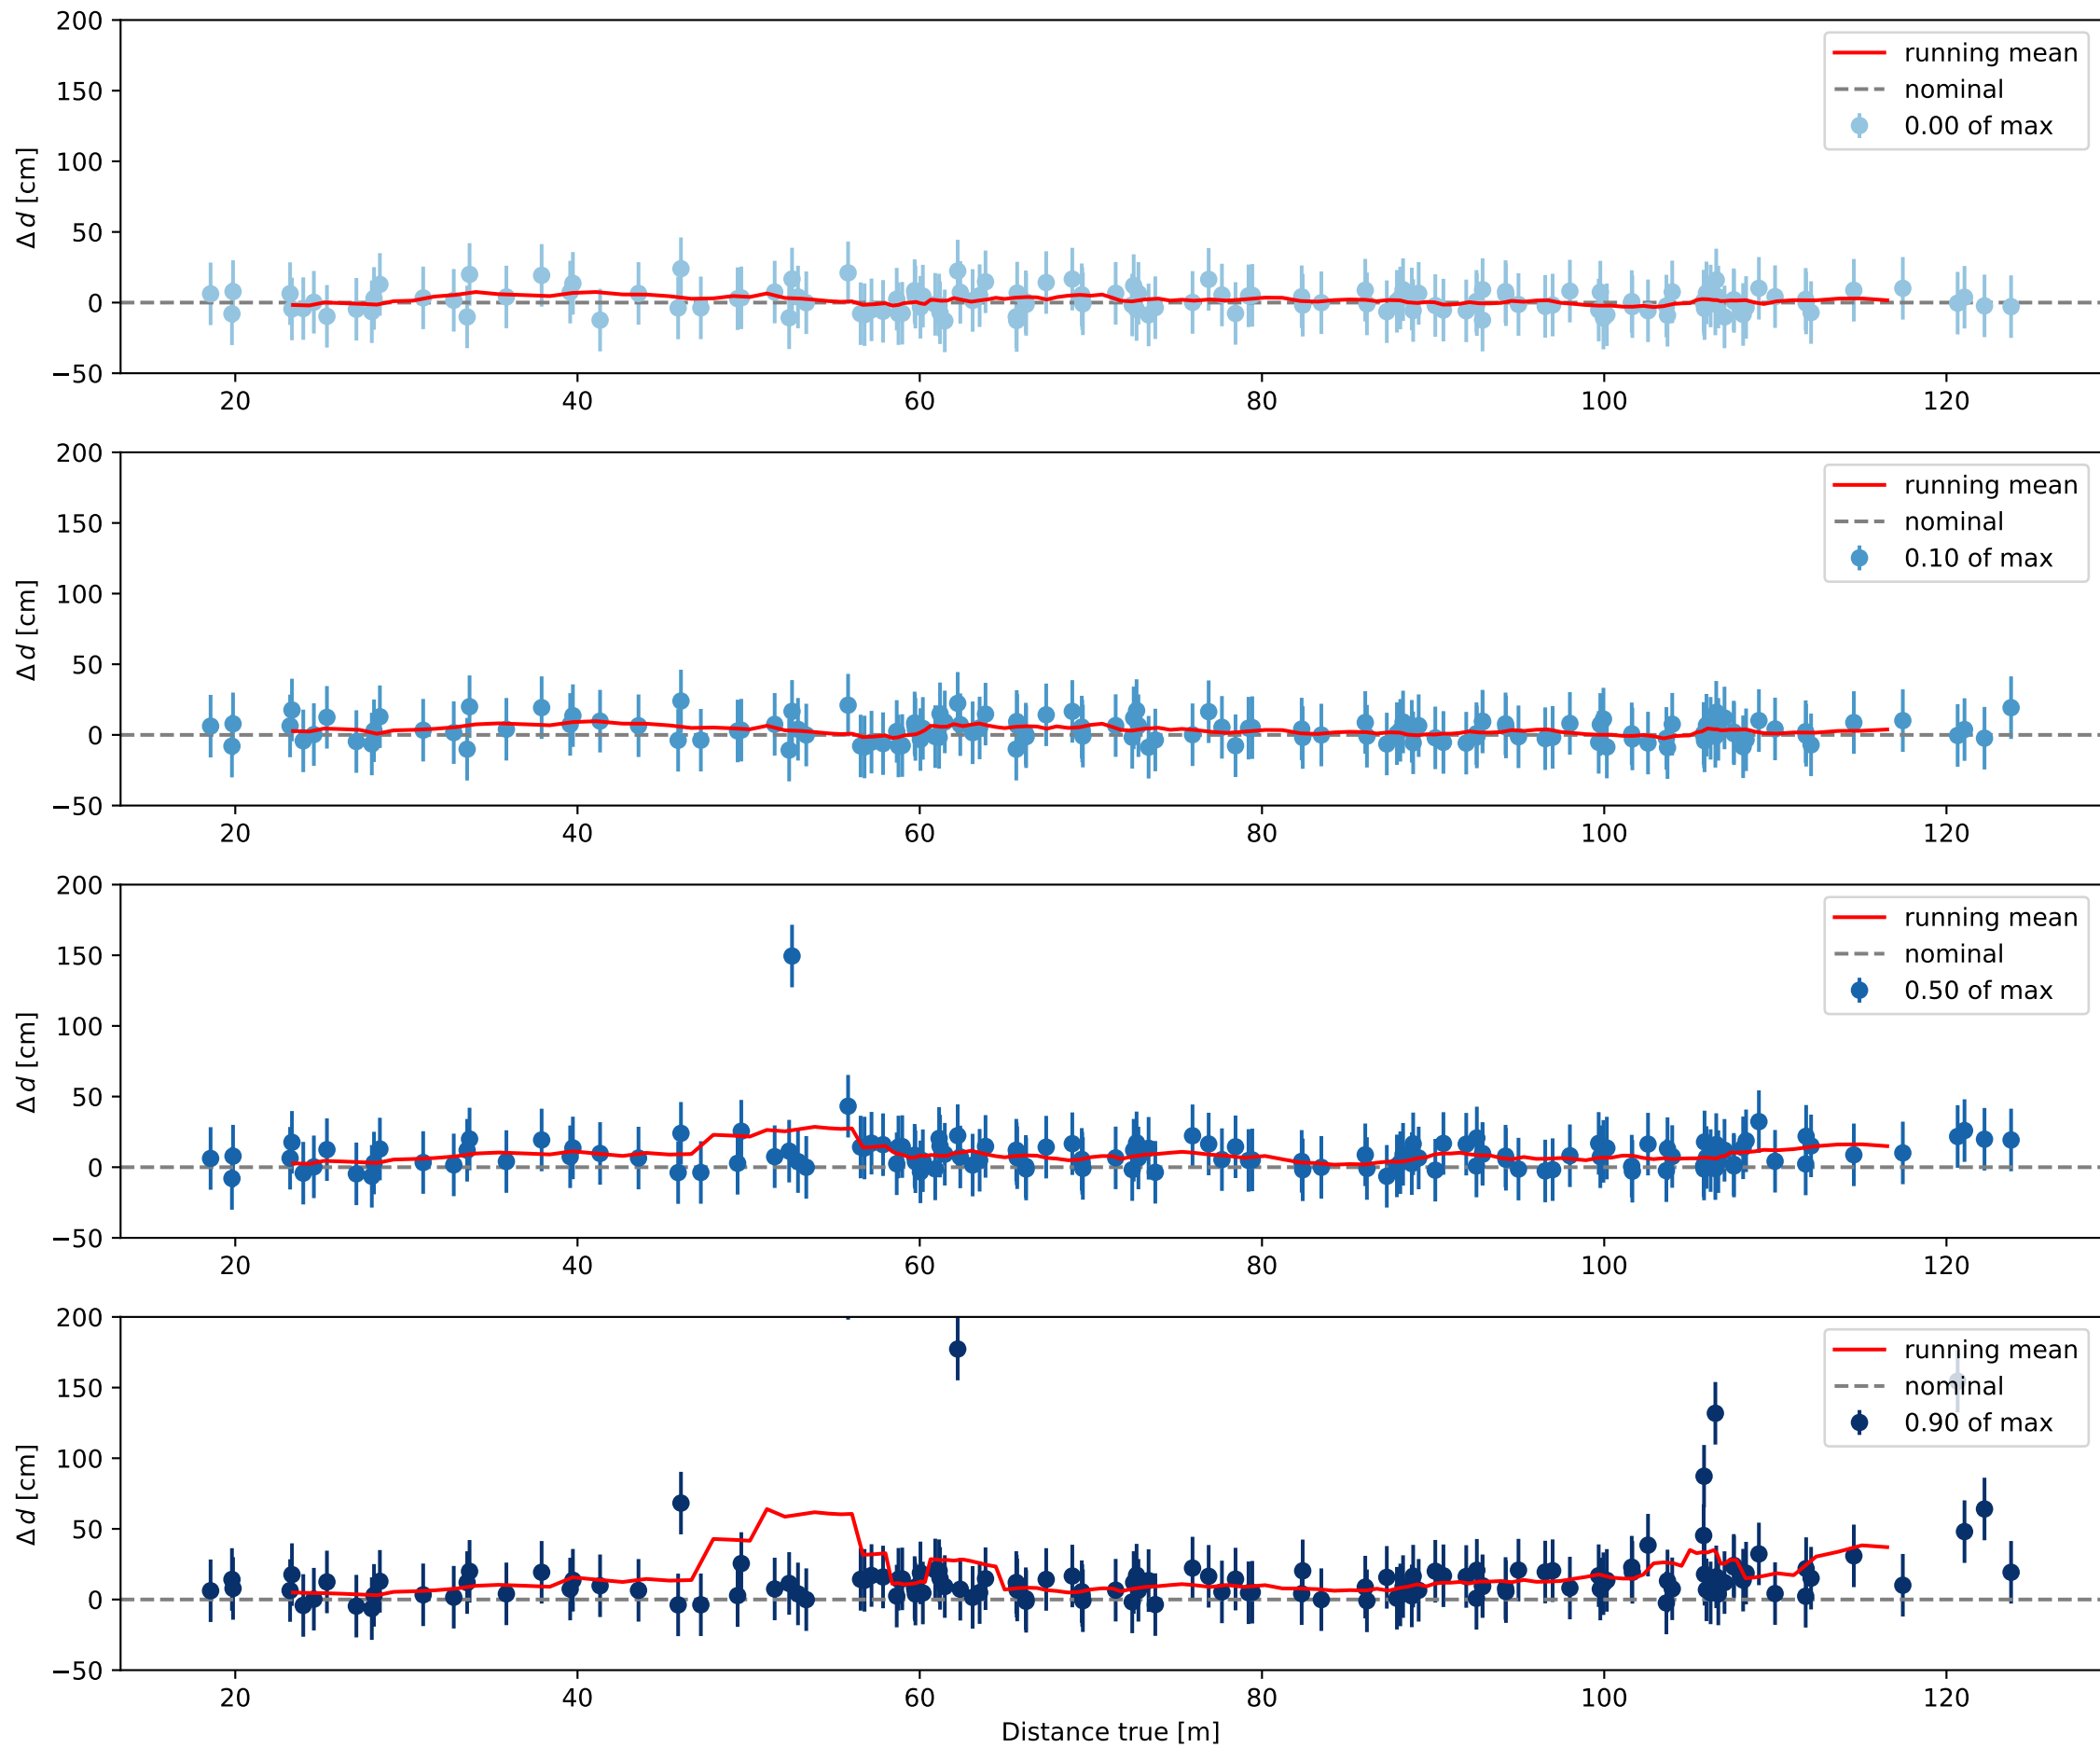 200
150
100
50
0
−50
Δ d [cm]
running mean
nominal
0.00 of max
20 40 60 80 100 120
200
150
100
50
0
−50
Δ d [cm]
running mean
nominal
0.10 of max
20 40 60 80 100 120
200
150
100
50
0
−50
Δ d [cm]
running mean
nominal
0.50 of max
20 40 60 80 100 120
200
150
100
50
0
−50
Δ d [cm]
running mean
nominal
0.90 of max
20 40 60 80 100 120
Distance true [m]